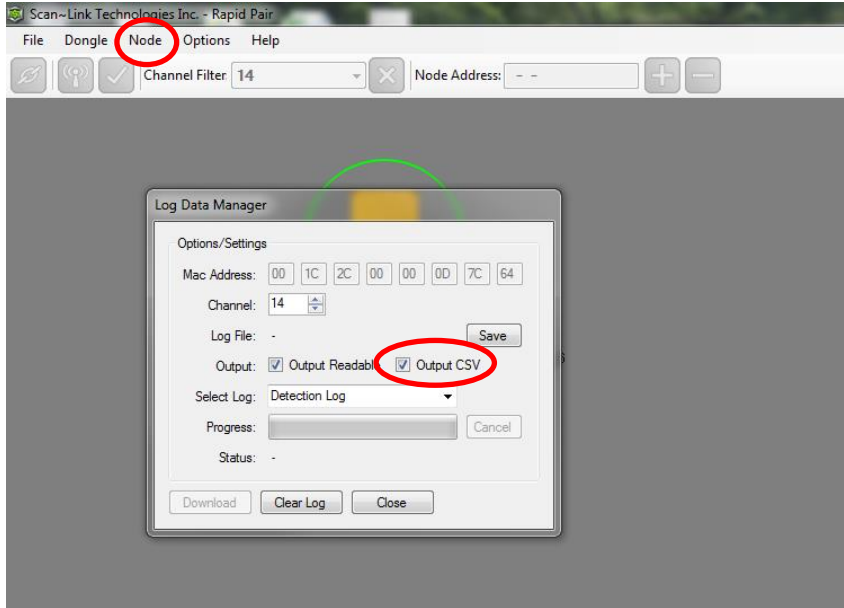 Scan~Link Technologies Inc. - Rapid Pair
File Dongle Node Options Help
Channel Filter 14 Node Address: - -
Log Data Manager
Options/Settings
Mac Address: 00 1C 2C 00 00 0D 7C 64
Channel: 14
Log File: - Save
Output: Output Readable Output CSV
Select Log: Detection Log
Progress: Cancel
Status: -
Download Clear Log Close